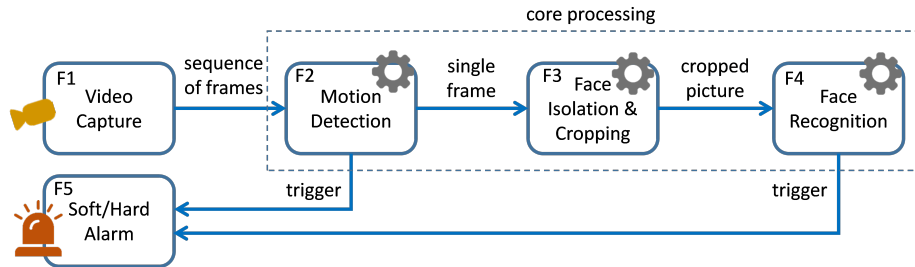 core processing
F1
Video
Capture
sequence
of frames
F2
Motion
Detection
single
frame
F3
Face
Isolation &
Cropping
cropped
picture
F4
Face
Recognition
trigger
trigger
F5
Soft/Hard
Alarm